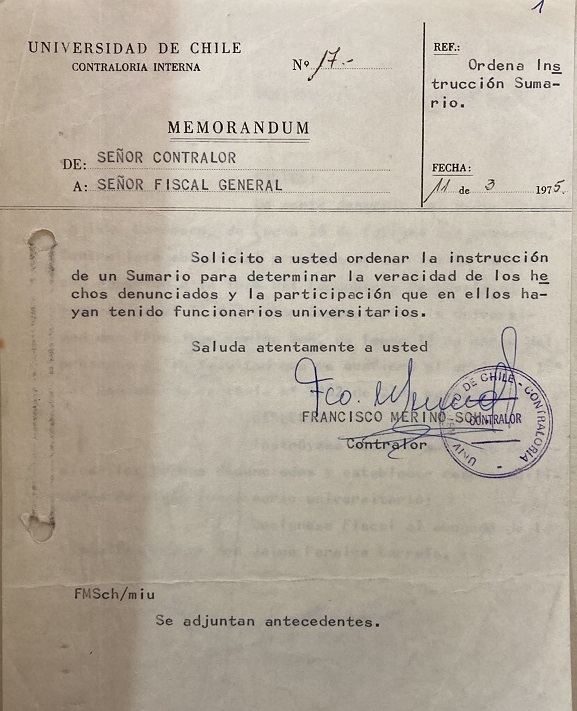 1
UNIVERSIDAD DE CHILE
CONTRALORIA INTERNA
Nº 17.-
REF.:
Ordena Ins
trucción Suma-
rio.
MEMORANDUM
DE: SEÑOR CONTRALOR
A: SEÑOR FISCAL GENERAL
FECHA:
11 de 3 1975.
Solicito a usted ordenar la instrucción
de un Sumario para determinar la veracidad de los he
chos denunciados y la participación que en ellos ha-
yan tenido funcionarios universitarios.
Saluda atentamente a usted
Fco. Merino
FRANCISCO MERINO SCH.
Contralor
UNIV. DE CHILE - CONTRALORIA -
CONTRALOR
FMSch/miu
Se adjuntan antecedentes.